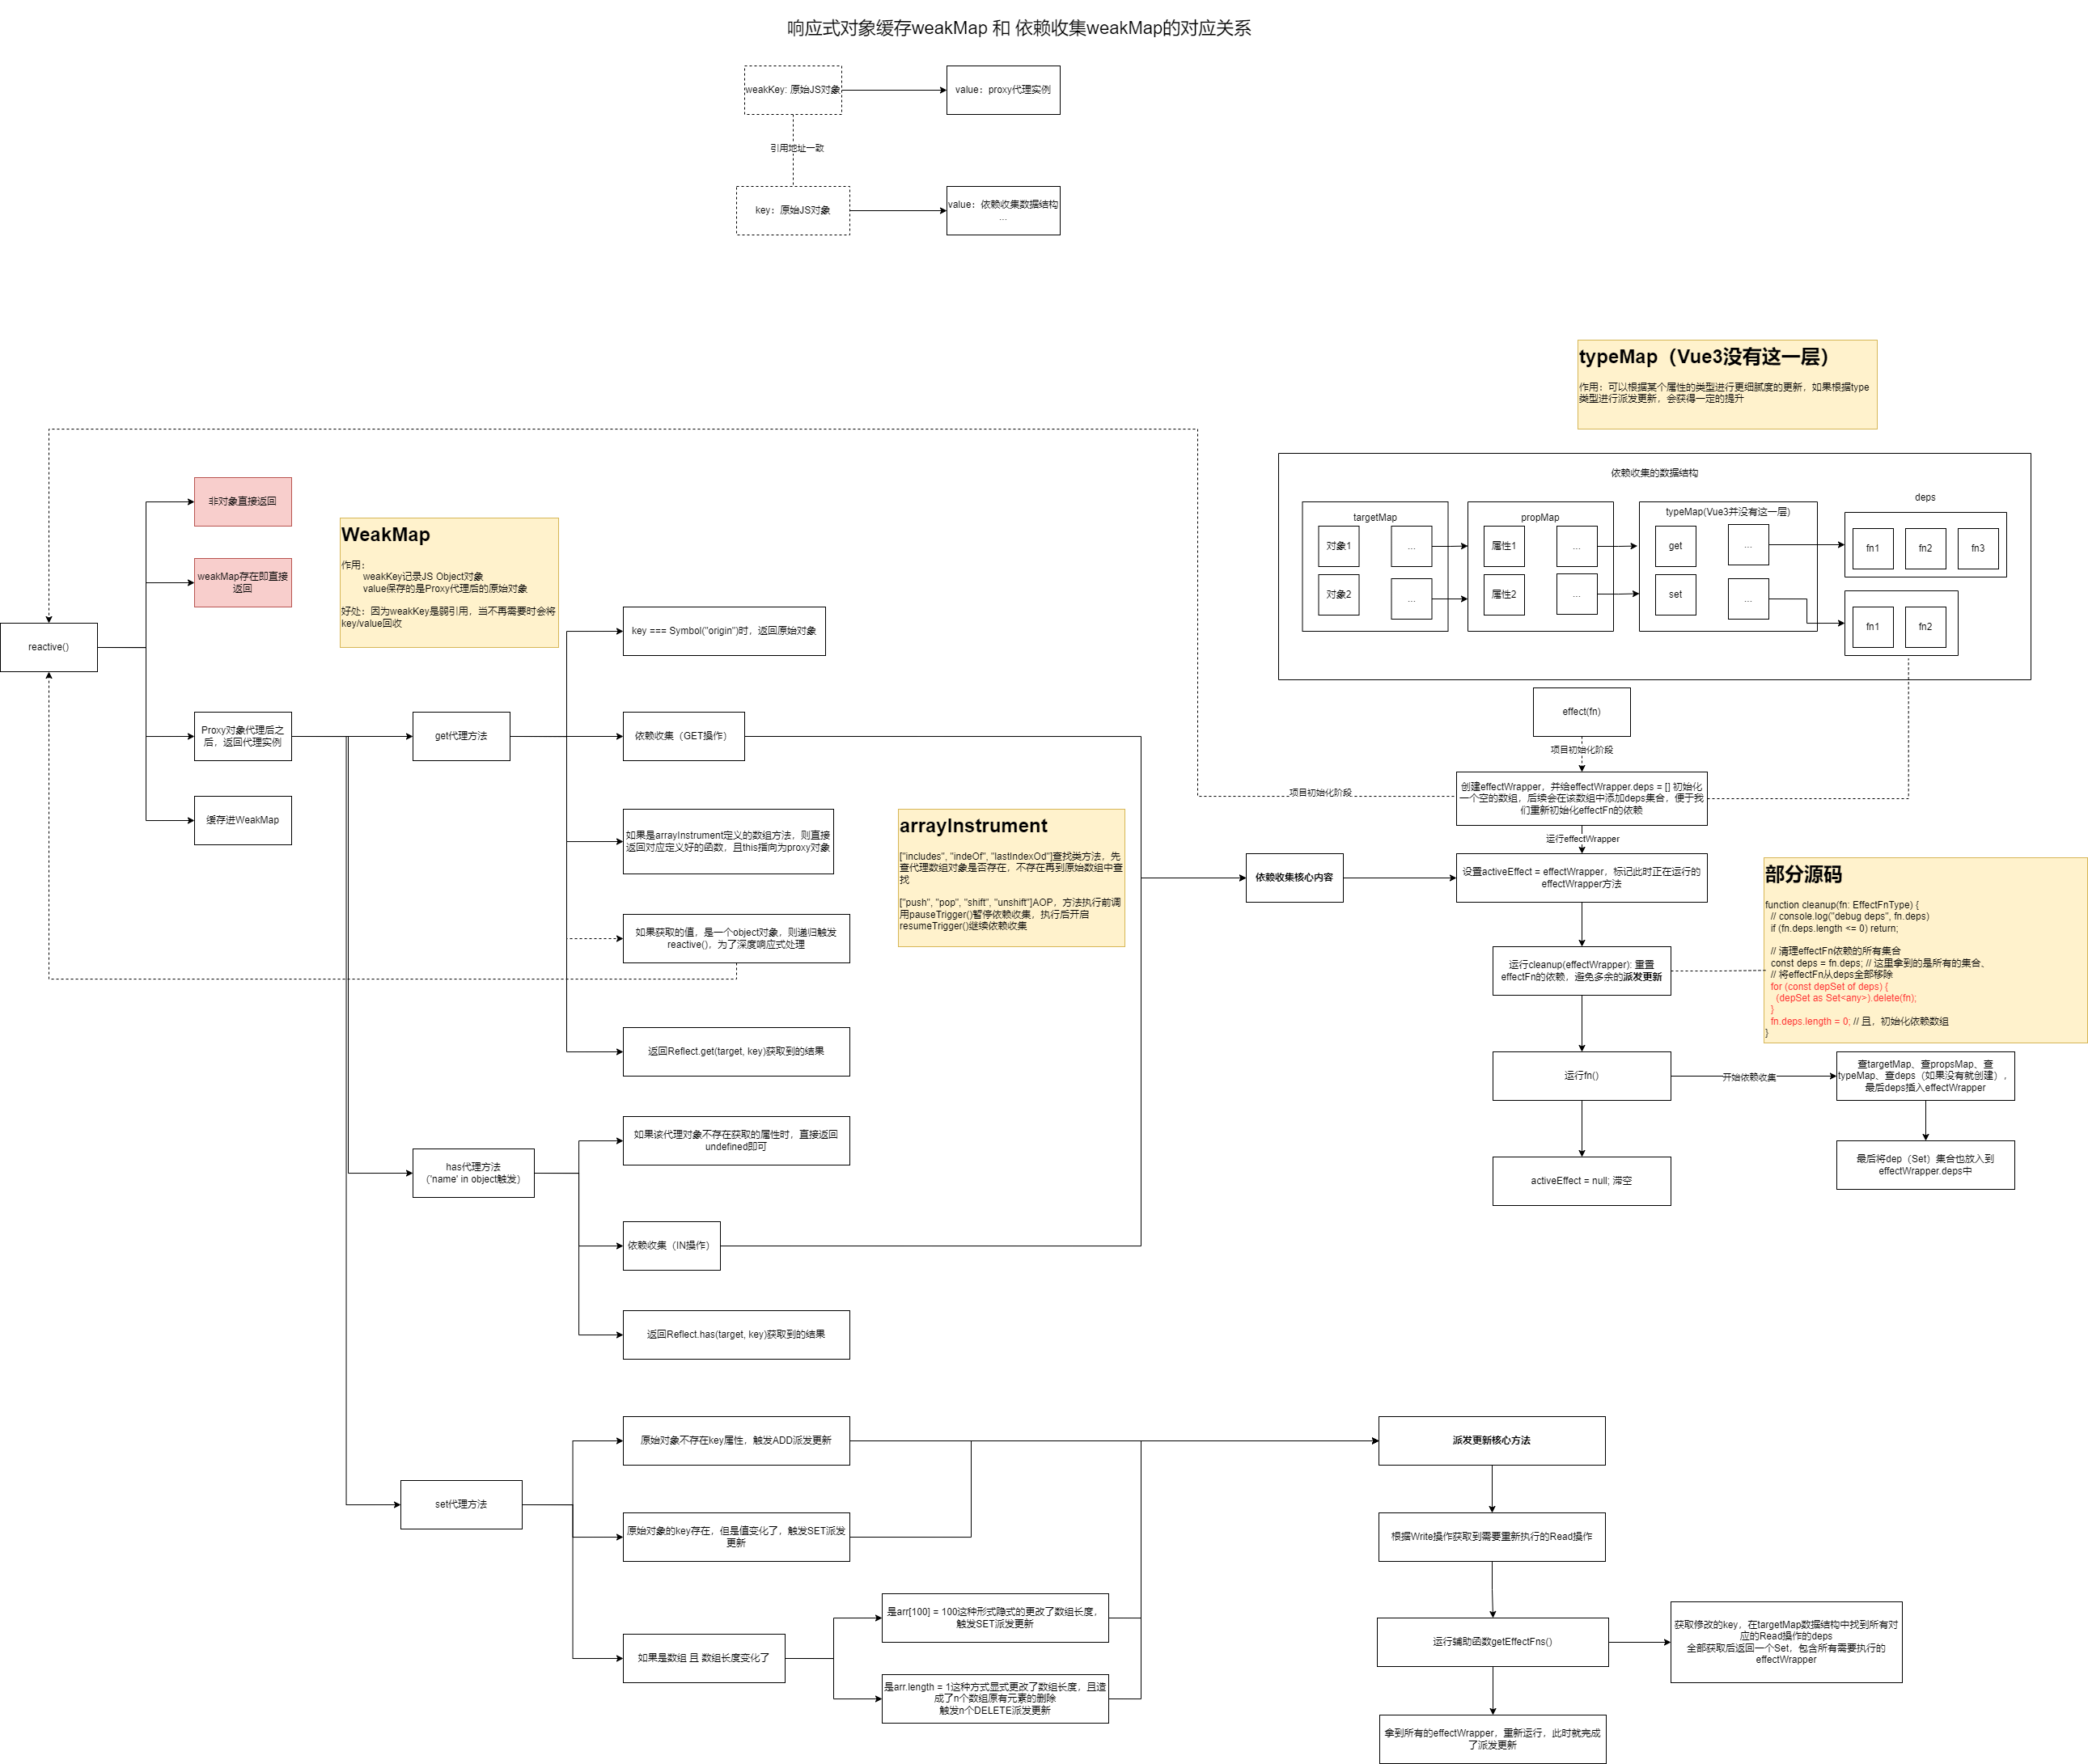 响应式对象缓存weakMap 和 依赖收集weakMap的对应关系
weakKey: 原始JS对象
value：proxy代理实例
引用地址一致
key：原始JS对象
value：依赖收集数据结构
...
typeMap（Vue3没有这一层）
作用：可以根据某个属性的类型进行更细腻度的更新，如果根据type
类型进行派发更新，会获得一定的提升
依赖收集的数据结构
targetMap
对象1
...
对象2
...
propMap
属性1
...
属性2
...
typeMap(Vue3并没有这一层)
get
...
set
...
deps
fn1
fn2
fn3
fn1
fn2
reactive()
非对象直接返回
weakMap存在即直接
返回
Proxy对象代理后之
后，返回代理实例
缓存进WeakMap
WeakMap
作用：
weakKey记录JS Object对象
value保存的是Proxy代理后的原始对象
好处：因为weakKey是弱引用，当不再需要时会将
key/value回收
get代理方法
key === Symbol("origin")时，返回原始对象
依赖收集（GET操作）
如果是arrayInstrument定义的数组方法，则直接
返回对应定义好的函数，且this指向为proxy对象
如果获取的值，是一个object对象，则递归触发
reactive()，为了深度响应式处理
返回Reflect.get(target, key)获取到的结果
arrayInstrument
["includes", "indeOf", "lastIndexOd"]查找类方法，先
查代理数组对象是否存在，不存在再到原始数组中查
找
["push", "pop", "shift", "unshift"]AOP，方法执行前调
用pauseTrigger()暂停依赖收集，执行后开启
resumeTrigger()继续依赖收集
has代理方法
（'name' in object触发）
如果该代理对象不存在获取的属性时，直接返回
undefined即可
依赖收集（IN操作）
返回Reflect.has(target, key)获取到的结果
依赖收集核心内容
effect(fn)
项目初始化阶段
项目初始化阶段
创建effectWrapper，并给effectWrapper.deps = [] 初始化
一个空的数组，后续会在该数组中添加deps集合，便于我
们重新初始化effectFn的依赖
运行effectWrapper
设置activeEffect = effectWrapper，标记此时正在运行的
effectWrapper方法
运行cleanup(effectWrapper): 重置
effectFn的依赖，避免多余的派发更新
运行fn()
开始依赖收集
查targetMap、查propsMap、查
typeMap、查deps（如果没有就创建），
最后deps插入effectWrapper
最后将dep（Set）集合也放入到
effectWrapper.deps中
activeEffect = null; 滞空
部分源码
function cleanup(fn: EffectFnType) {
// console.log("debug deps", fn.deps)
if (fn.deps.length <= 0) return;
// 清理effectFn依赖的所有集合
const deps = fn.deps; // 这里拿到的是所有的集合、
// 将effectFn从deps全部移除
for (const depSet of deps) {
(depSet as Set<any>).delete(fn);
}
fn.deps.length = 0; // 且，初始化依赖数组
}
set代理方法
原始对象不存在key属性，触发ADD派发更新
原始对象的key存在，但是值变化了，触发SET派发
更新
如果是数组 且 数组长度变化了
是arr[100] = 100这种形式隐式的更改了数组长度，
触发SET派发更新
是arr.length = 1这种方式显式更改了数组长度，且造
成了n个数组原有元素的删除
触发n个DELETE派发更新
派发更新核心方法
根据Write操作获取到需要重新执行的Read操作
运行辅助函数getEffectFns()
获取修改的key，在targetMap数据结构中找到所有对
应的Read操作的deps
全部获取后返回一个Set，包含所有需要执行的
effectWrapper
拿到所有的effectWrapper，重新运行，此时就完成
了派发更新